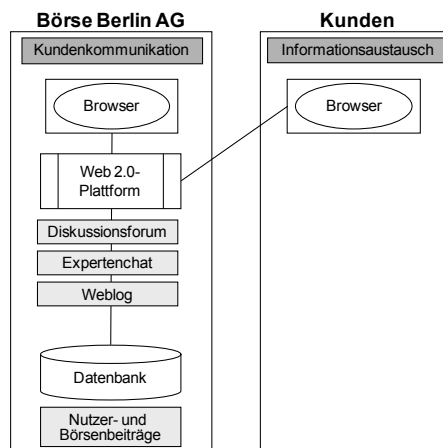 Börse Berlin AG
Kundenkommunikation
Browser
Web 2.0-
Plattform
Diskussionsforum
Expertenchat
Weblog
Datenbank
Nutzer- und
Börsenbeiträge
Kunden
Informationsaustausch
Browser